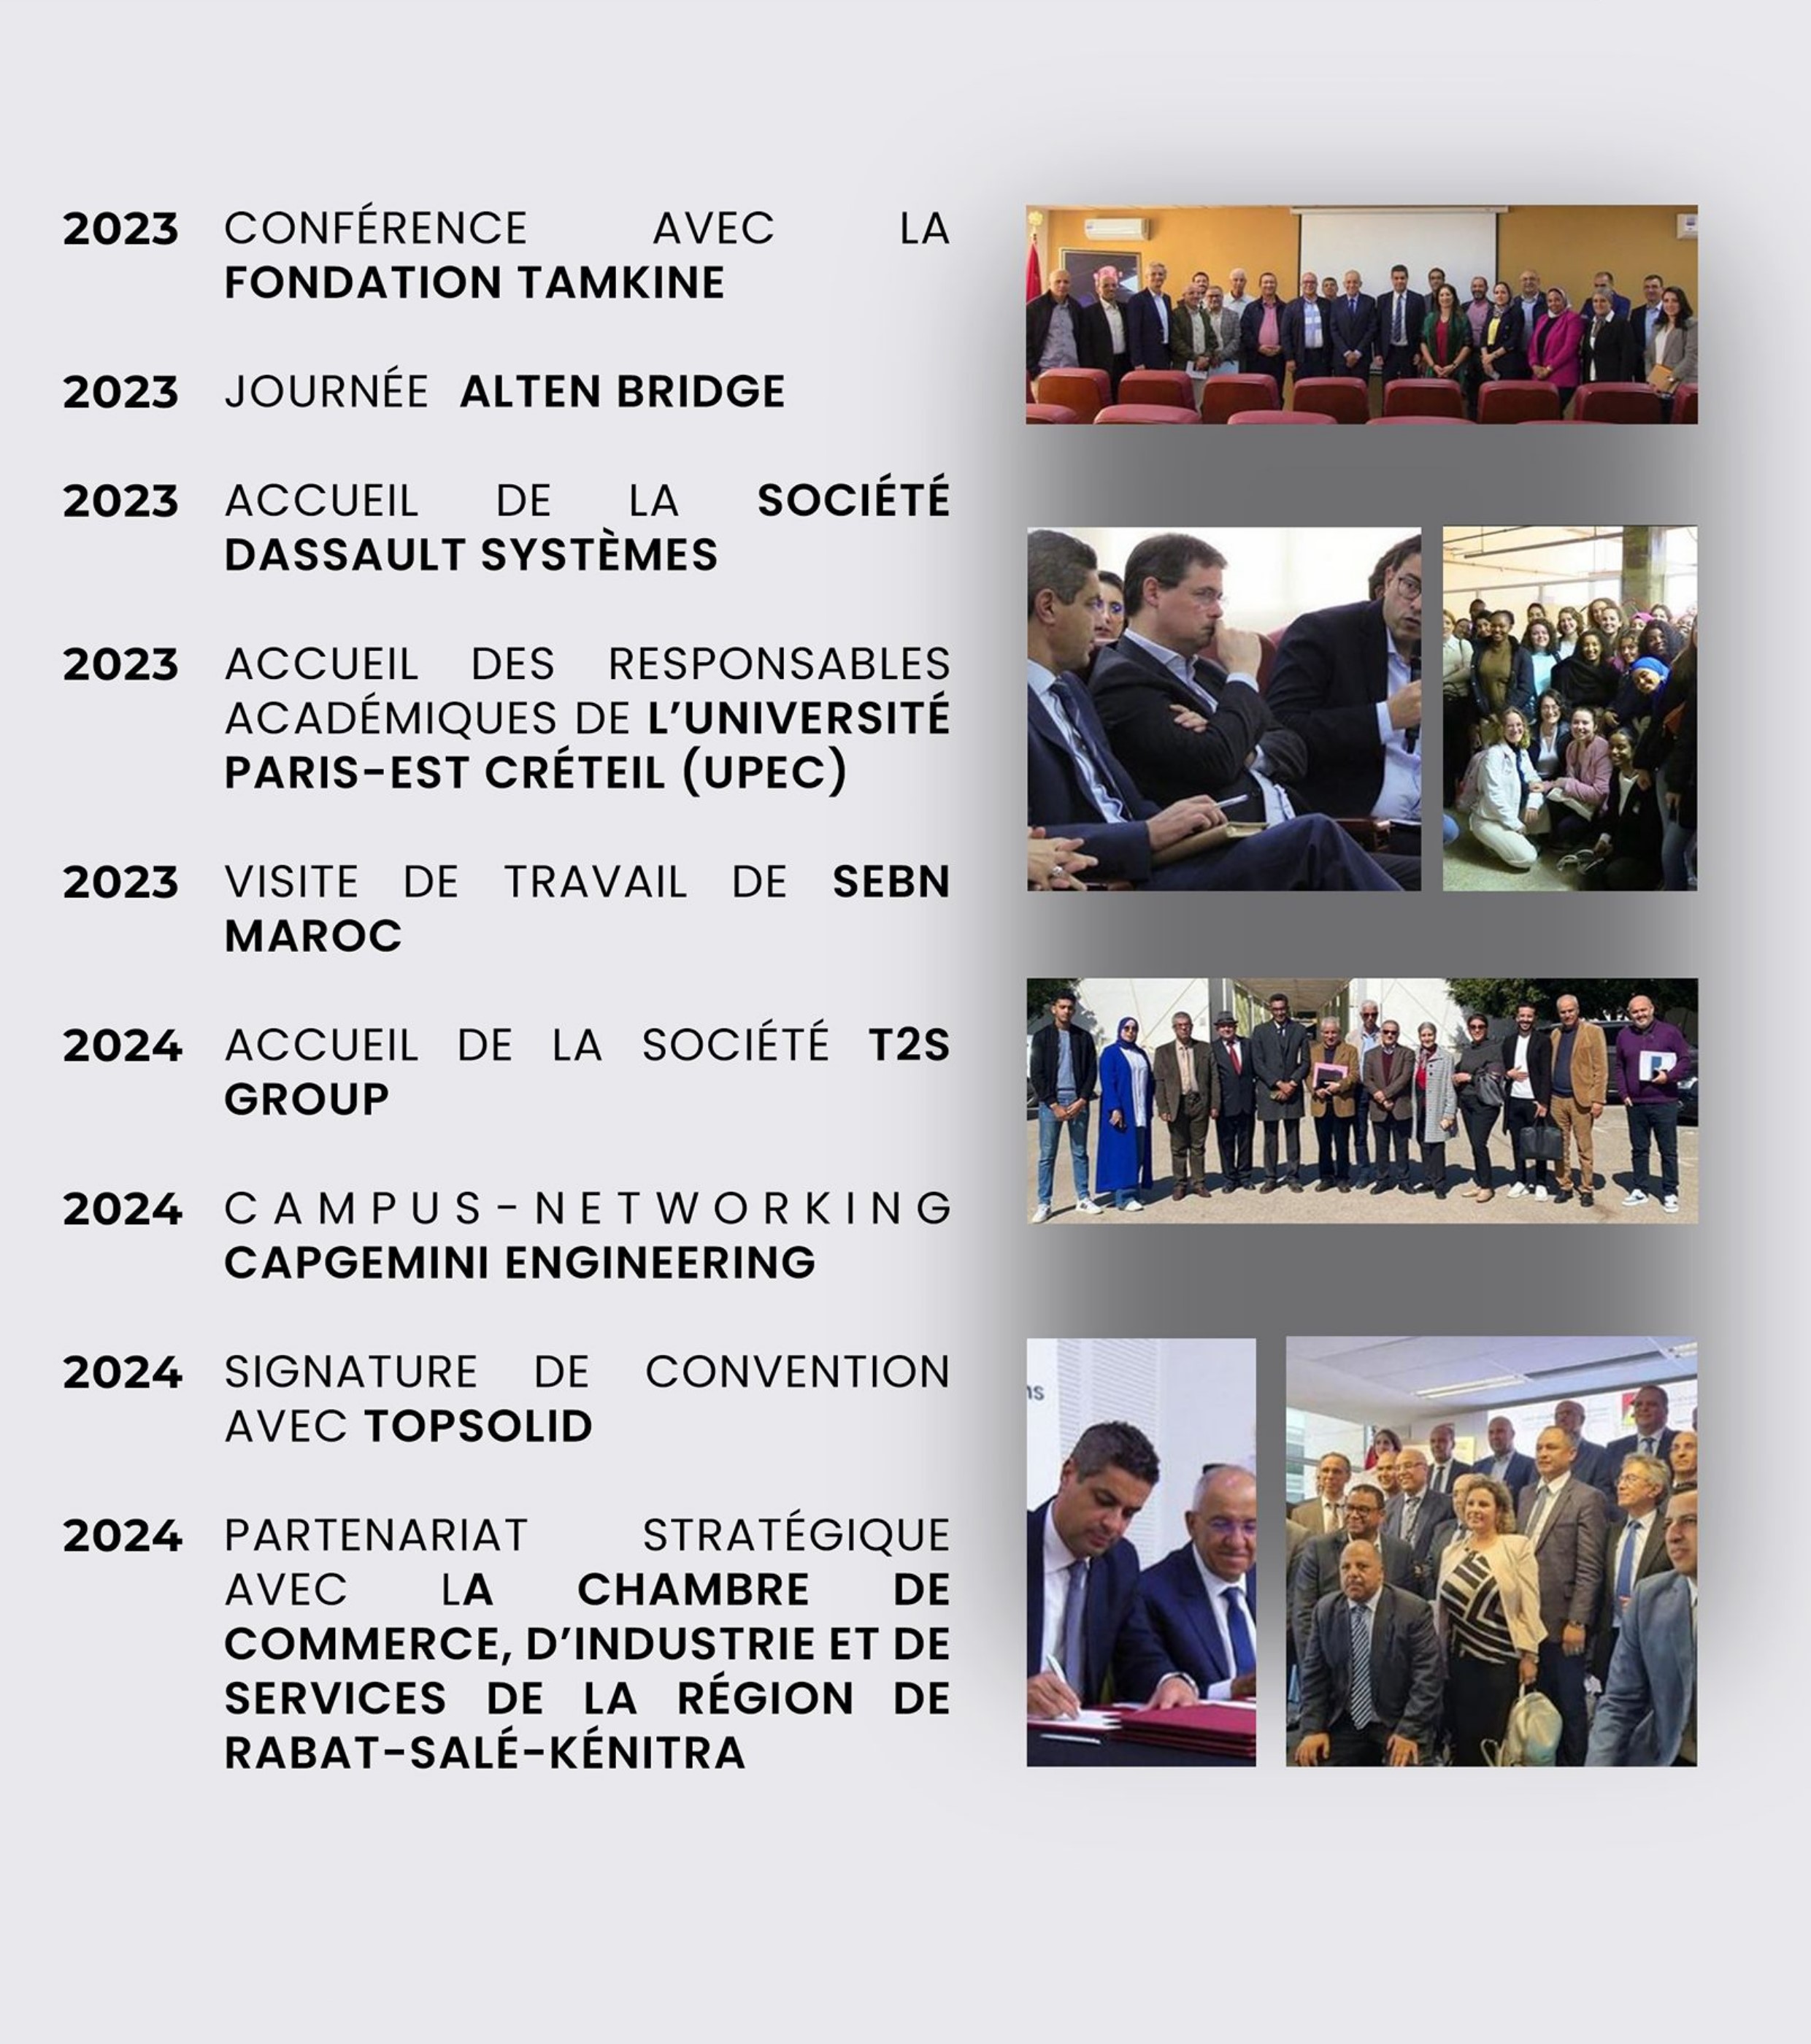 2023 CONFÉRENCE AVEC LA
FONDATION TAMKINE
2023 JOURNÉE ALTEN BRIDGE
2023 ACCUEIL DE LA SOCIÉTÉ
DASSAULT SYSTÈMES
2023 ACCUEIL DES RESPONSABLES
ACADÉMIQUES DE L’UNIVERSITÉ
PARIS-EST CRÉTEIL (UPEC)
2023 VISITE DE TRAVAIL DE SEBN
MAROC
2024 ACCUEIL DE LA SOCIÉTÉ T2S
GROUP
2024 CAMPUS-NETWORKING
CAPGEMINI ENGINEERING
2024 SIGNATURE DE CONVENTION
AVEC TOPSOLID
2024 PARTENARIAT STRATÉGIQUE
AVEC LA CHAMBRE DE
COMMERCE, D’INDUSTRIE ET DE
SERVICES DE LA RÉGION DE
RABAT-SALÉ-KÉNITRA